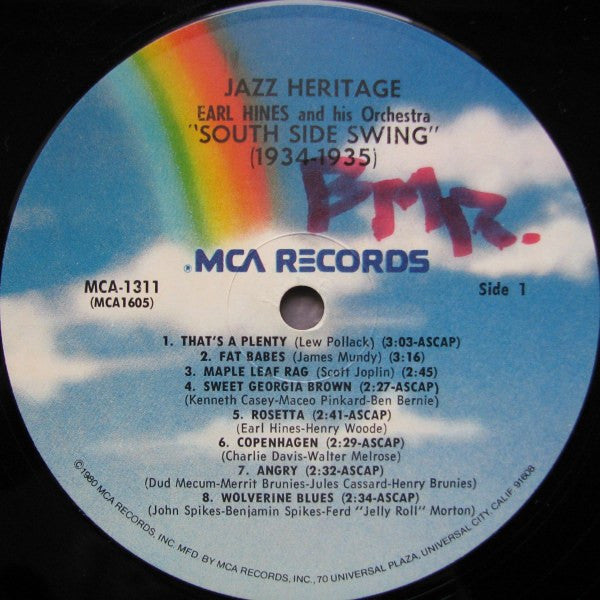 JAZZ HERITAGE
EARL HINES and his Orchestra
"SOUTH SIDE SWING"
(1934-1935)
BMR.
MCA RECORDS
MCA-1311
(MCA1605)
Side 1
1. THAT'S A PLENTY (Lew Pollack) (3:03-ASCAP)
2. FAT BABES (James Mundy) (3:16)
3. MAPLE LEAF RAG (Scott Joplin) (2:45)
4. SWEET GEORGIA BROWN (2:27-ASCAP)
(Kenneth Casey-Maceo Pinkard-Ben Bernie)
5. ROSETTA (2:41-ASCAP)
(Earl Hines-Henry Woode)
6. COPENHAGEN (2:29-ASCAP)
(Charlie Davis-Walter Melrose)
7. ANGRY (2:32-ASCAP)
(Dud Mecum-Merrit Brunies-Jules Cassard-Henry Brunies)
8. WOLVERINE BLUES (2:34-ASCAP)
(John Spikes-Benjamin Spikes-Ferd "Jelly Roll" Morton)
©1980 MCA RECORDS, INC. MFD BY MCA RECORDS, INC., 70 UNIVERSAL PLAZA, UNIVERSAL CITY, CALIF. 91608